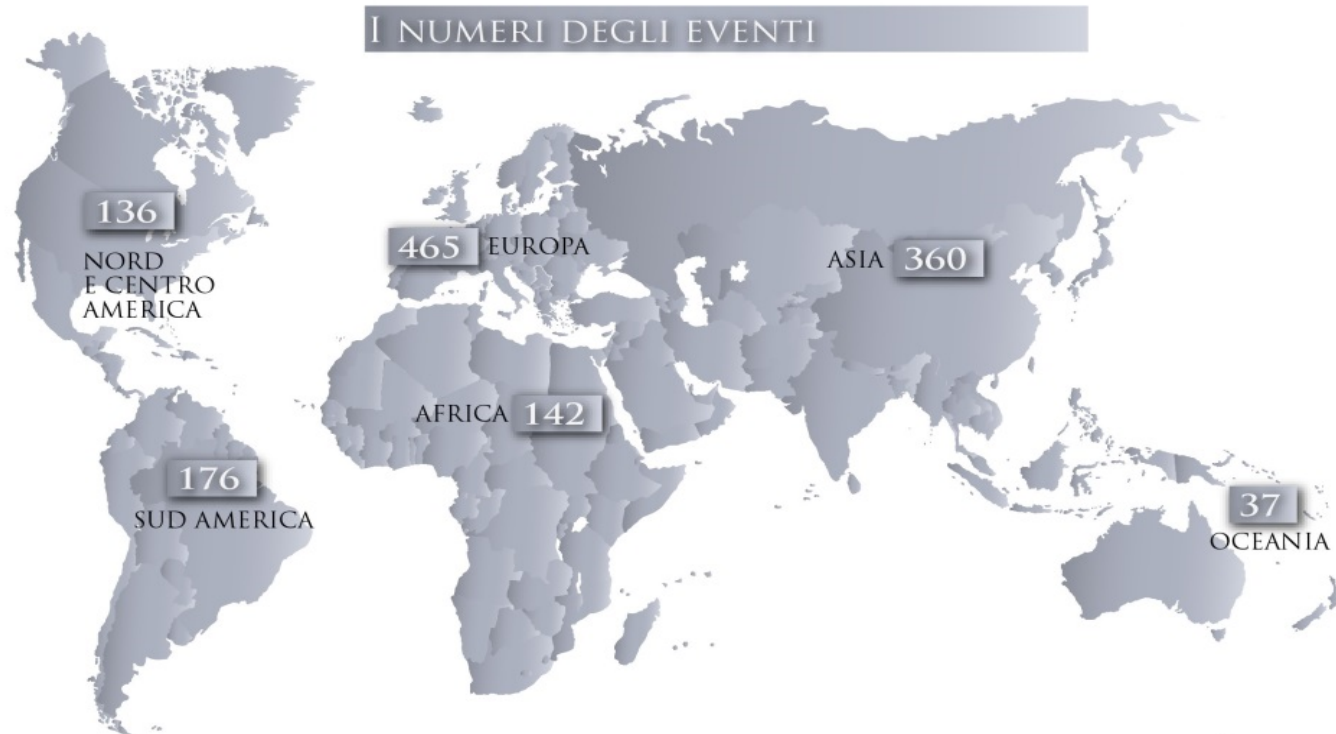 I NUMERI DEGLI EVENTI
136
NORD
E CENTRO
AMERICA
465 EUROPA
ASIA 360
AFRICA 142
176
SUD AMERICA
37
OCEANIA